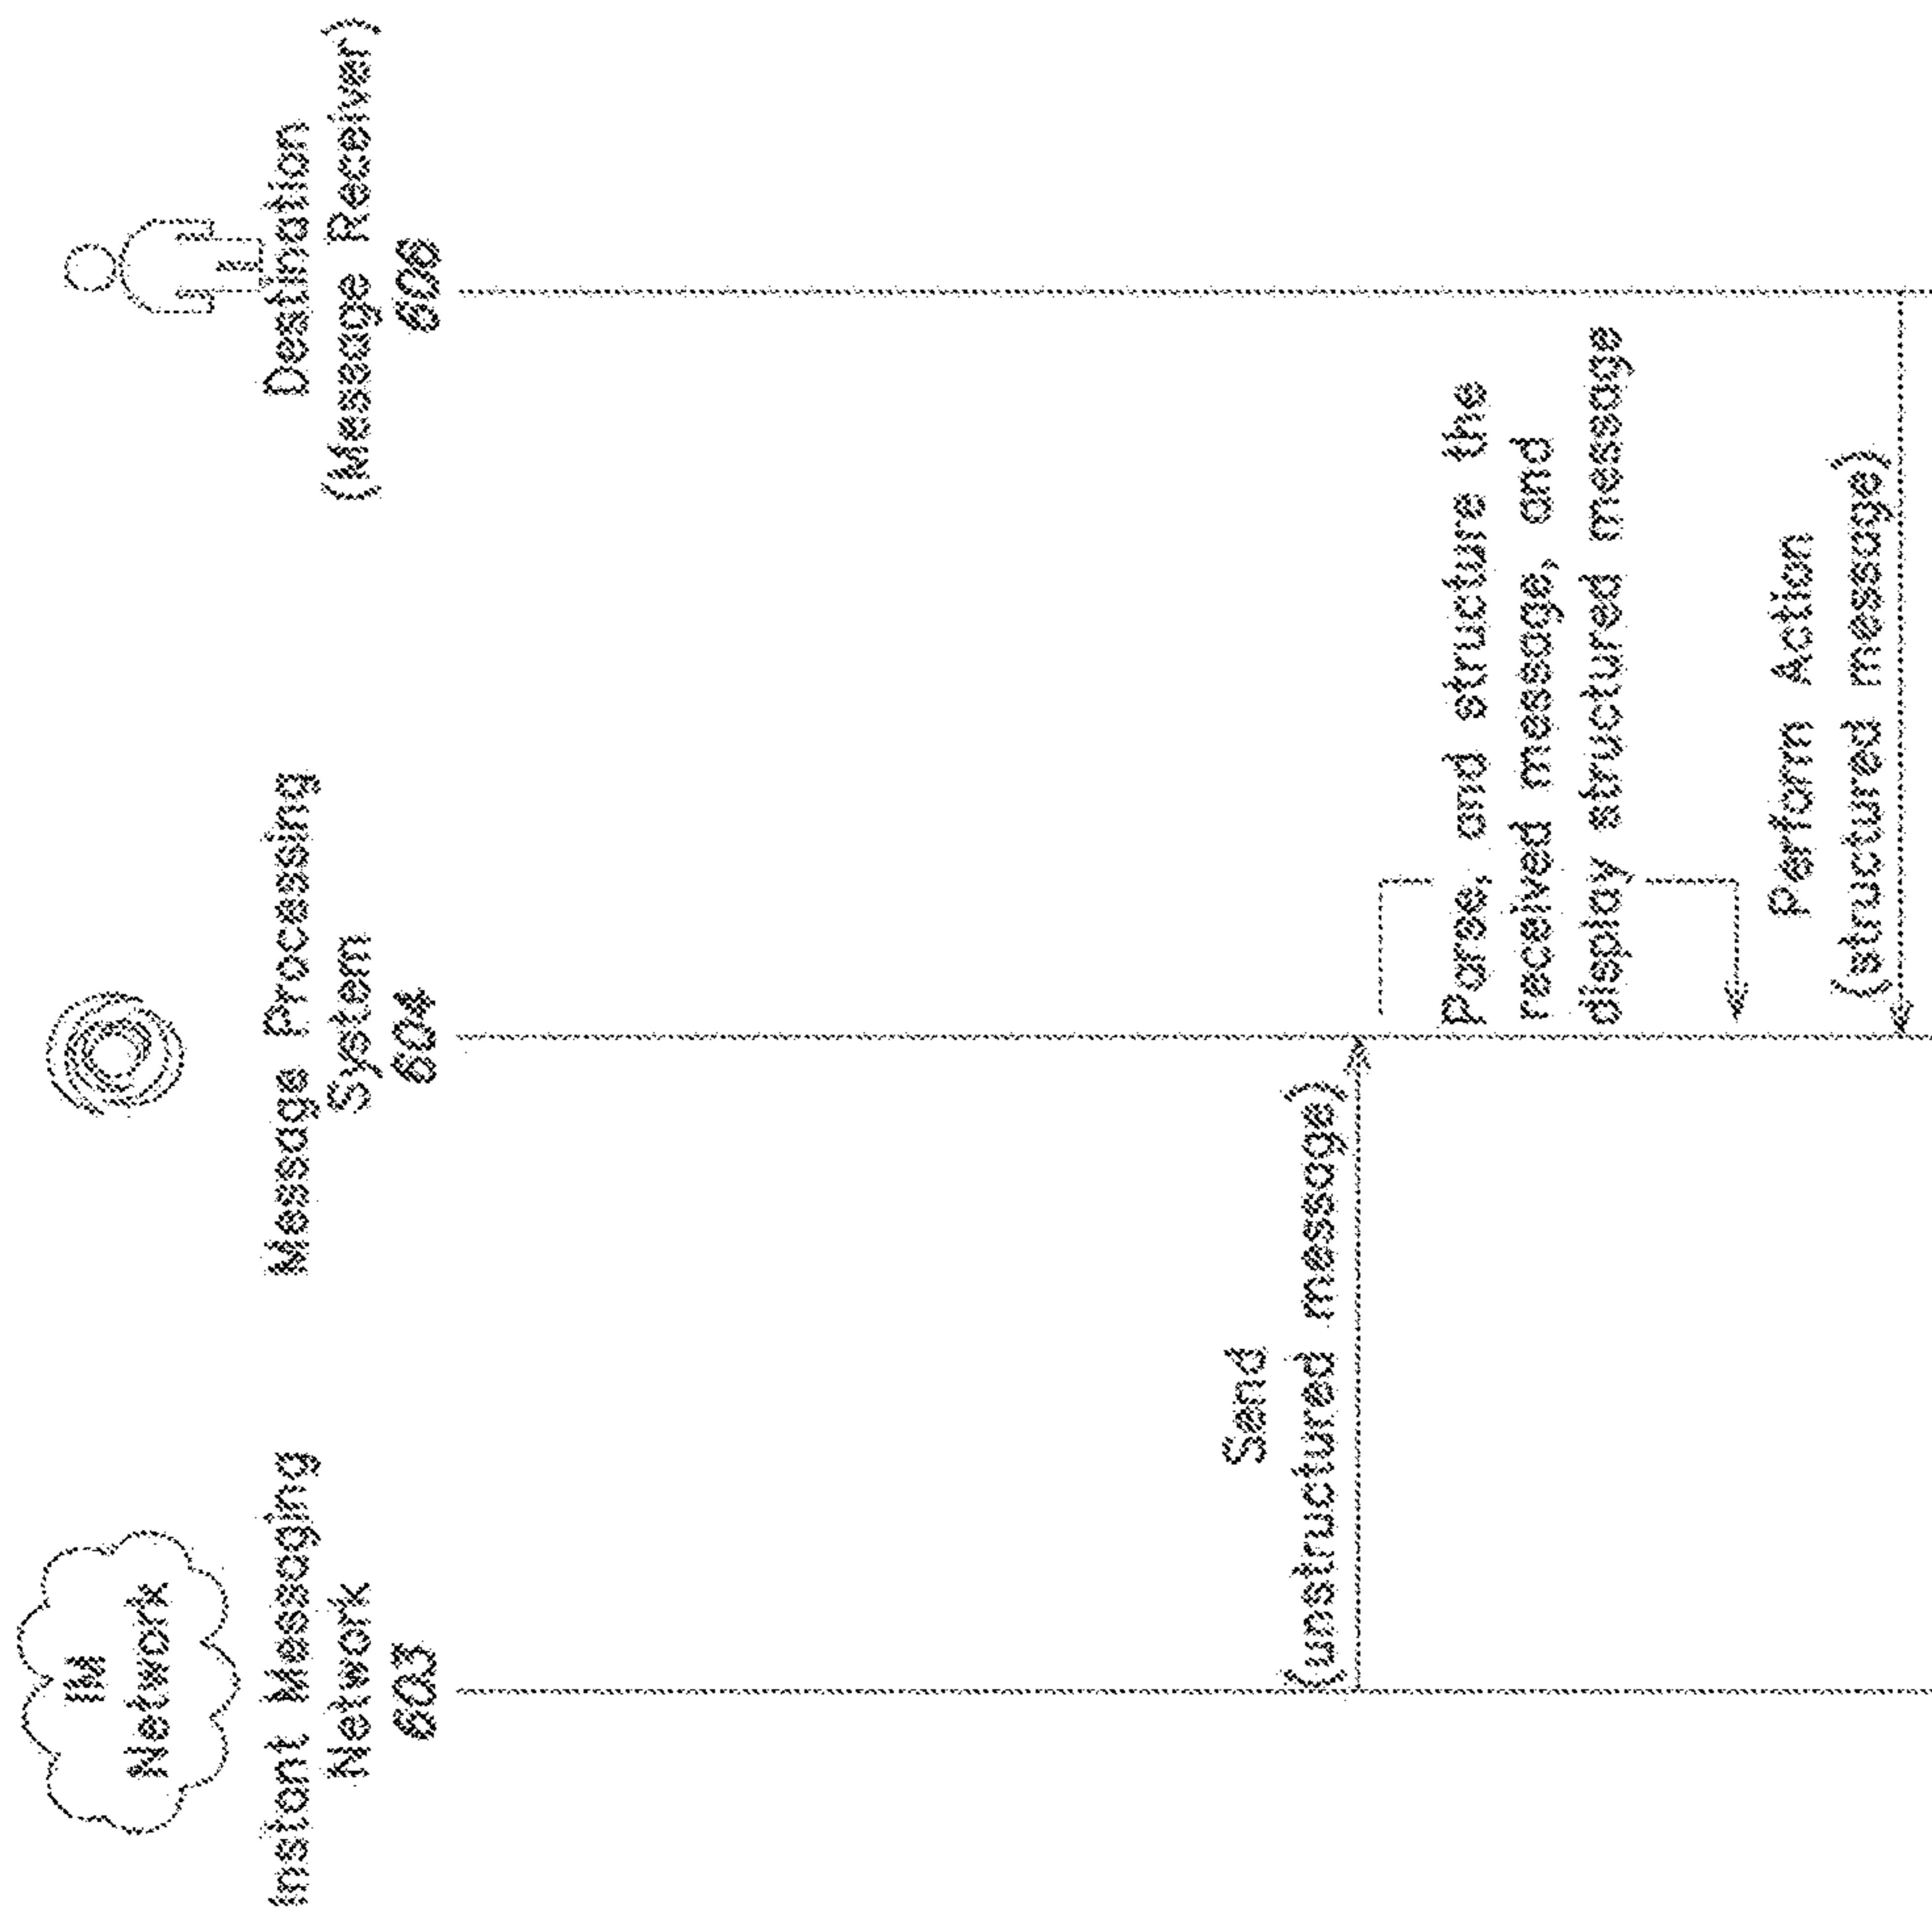 IM
Network
Instant Messaging
Network
603
Message Processing
System
604
Destination
(Message Receiver)
606
Send
(unstructured message)
Parse, and structure the
received message, and
display structured message
Perform Action
(structured message)